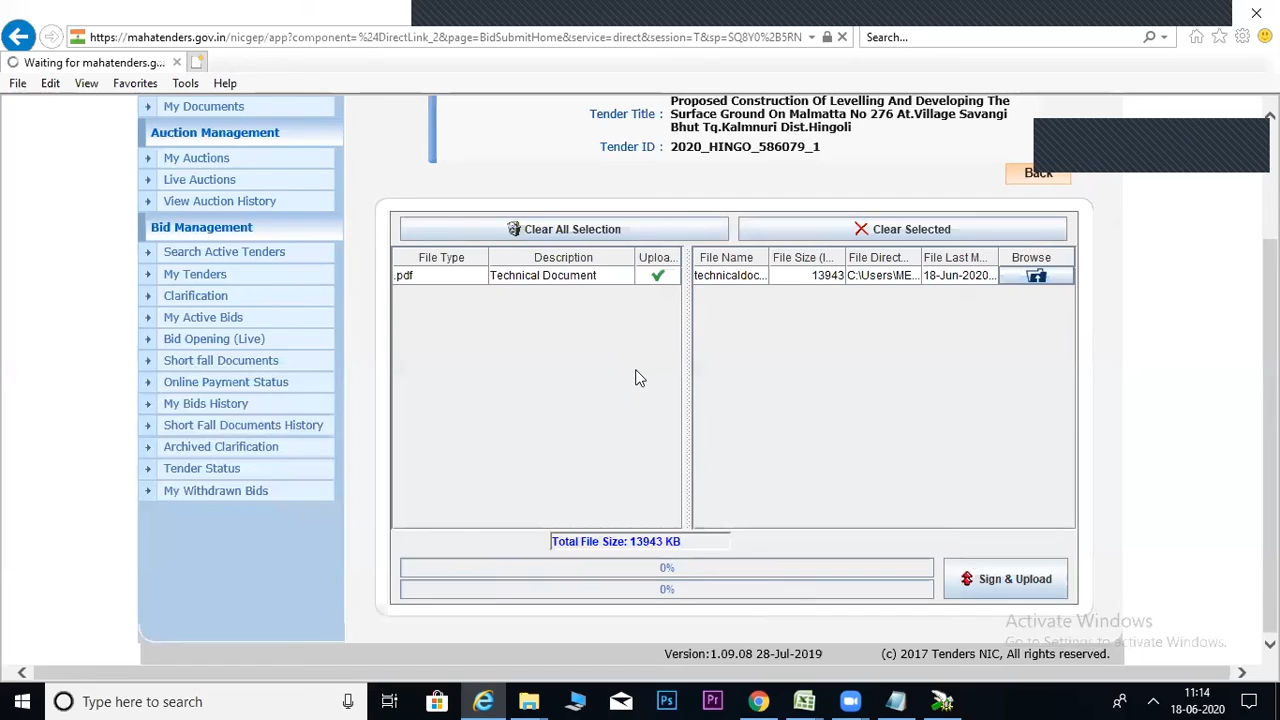 https://mahatenders.gov.in/nicgep/app?component=%24DirectLink_2&page=BidSubmitHome&service=direct&session=T&sp=SQ8Y0%2B5RN
Search...
Waiting for mahatenders.g...
File Edit View Favorites Tools Help
My Documents
Auction Management
My Auctions
Live Auctions
View Auction History
Bid Management
Search Active Tenders
My Tenders
Clarification
My Active Bids
Bid Opening (Live)
Short fall Documents
Online Payment Status
My Bids History
Short Fall Documents History
Archived Clarification
Tender Status
My Withdrawn Bids
Tender Title : Proposed Construction Of Levelling And Developing The
Surface Ground On Malmatta No 276 At.Village Savangi
Bhut Tq.Kalmnuri Dist.Hingoli
Tender ID : 2020_HINGO_586079_1
Back
Clear All Selection Clear Selected
File Type Description Uploa... File Name File Size (I... File Direct... File Last M... Browse
.pdf Technical Document technicaldoc... 13943 C:\Users\ME... 18-Jun-2020...
Total File Size: 13943 KB
0%
0%
Sign & Upload
Activate Windows
Go to Settings to activate Windows.
Version:1.09.08 28-Jul-2019 (c) 2017 Tenders NIC, All rights reserved.
Type here to search
Ps
Pr
11:14
18-06-2020